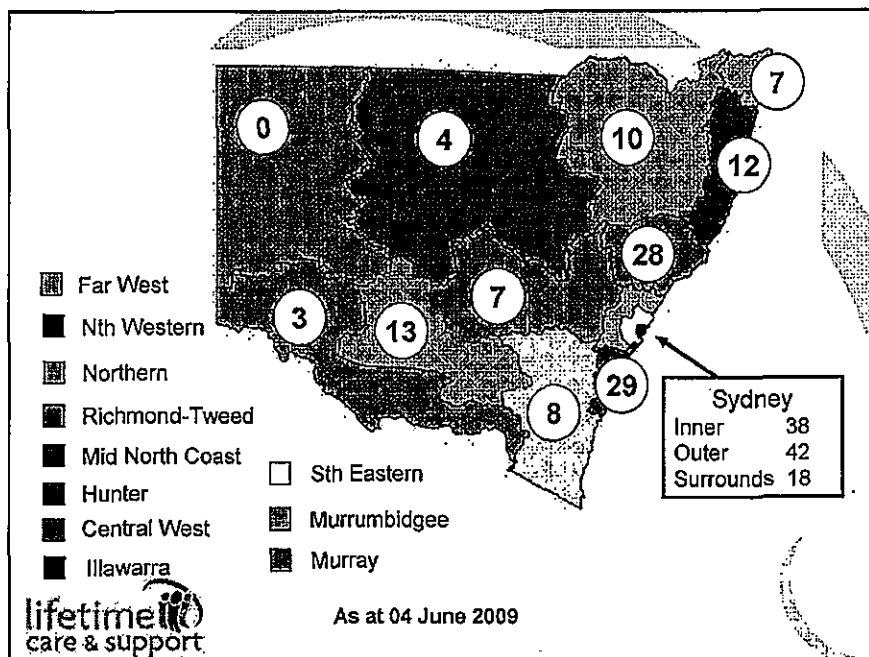 0
4
10
7
12
28
3
13
7
29
8
Far West
Nth Western
Northern
Richmond-Tweed
Mid North Coast
Hunter
Central West
Illawarra
Sth Eastern
Murrumbidgee
Murray
Sydney
Inner 38
Outer 42
Surrounds 18
lifetime
care & support
As at 04 June 2009